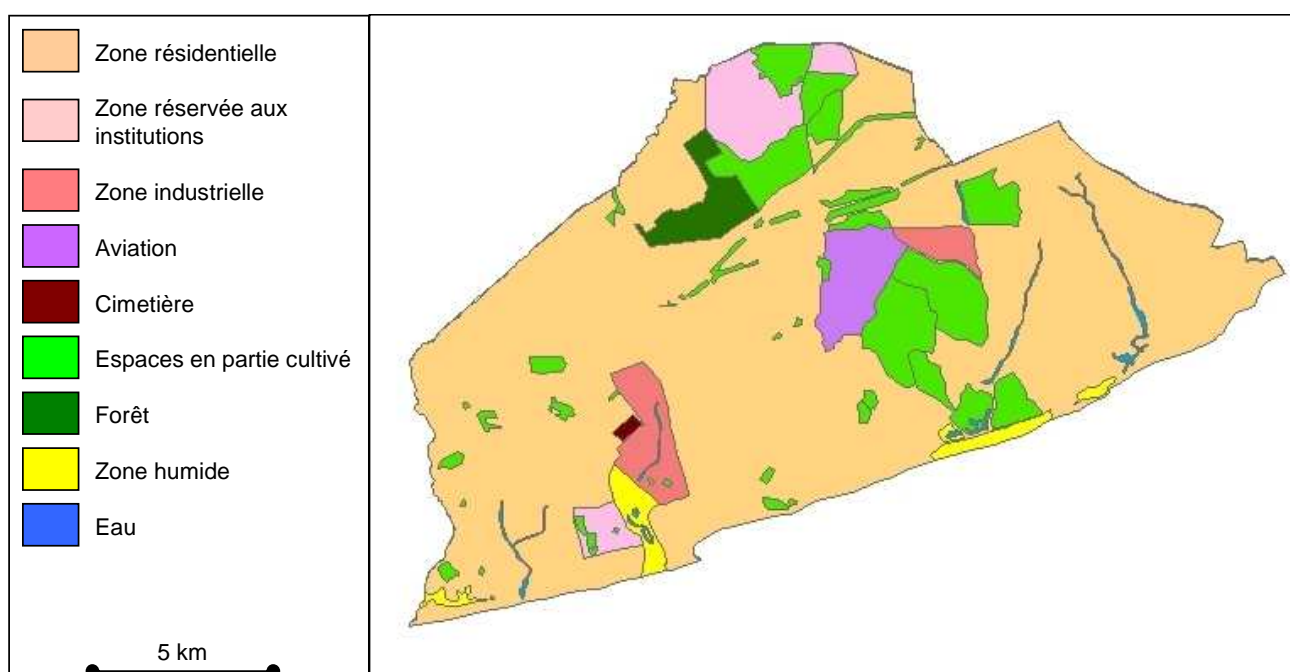 Zone résidentielle
Zone réservée aux
institutions
Zone industrielle
Aviation
Cimetière
Espaces en partie cultivé
Forêt
Zone humide
Eau
5 km